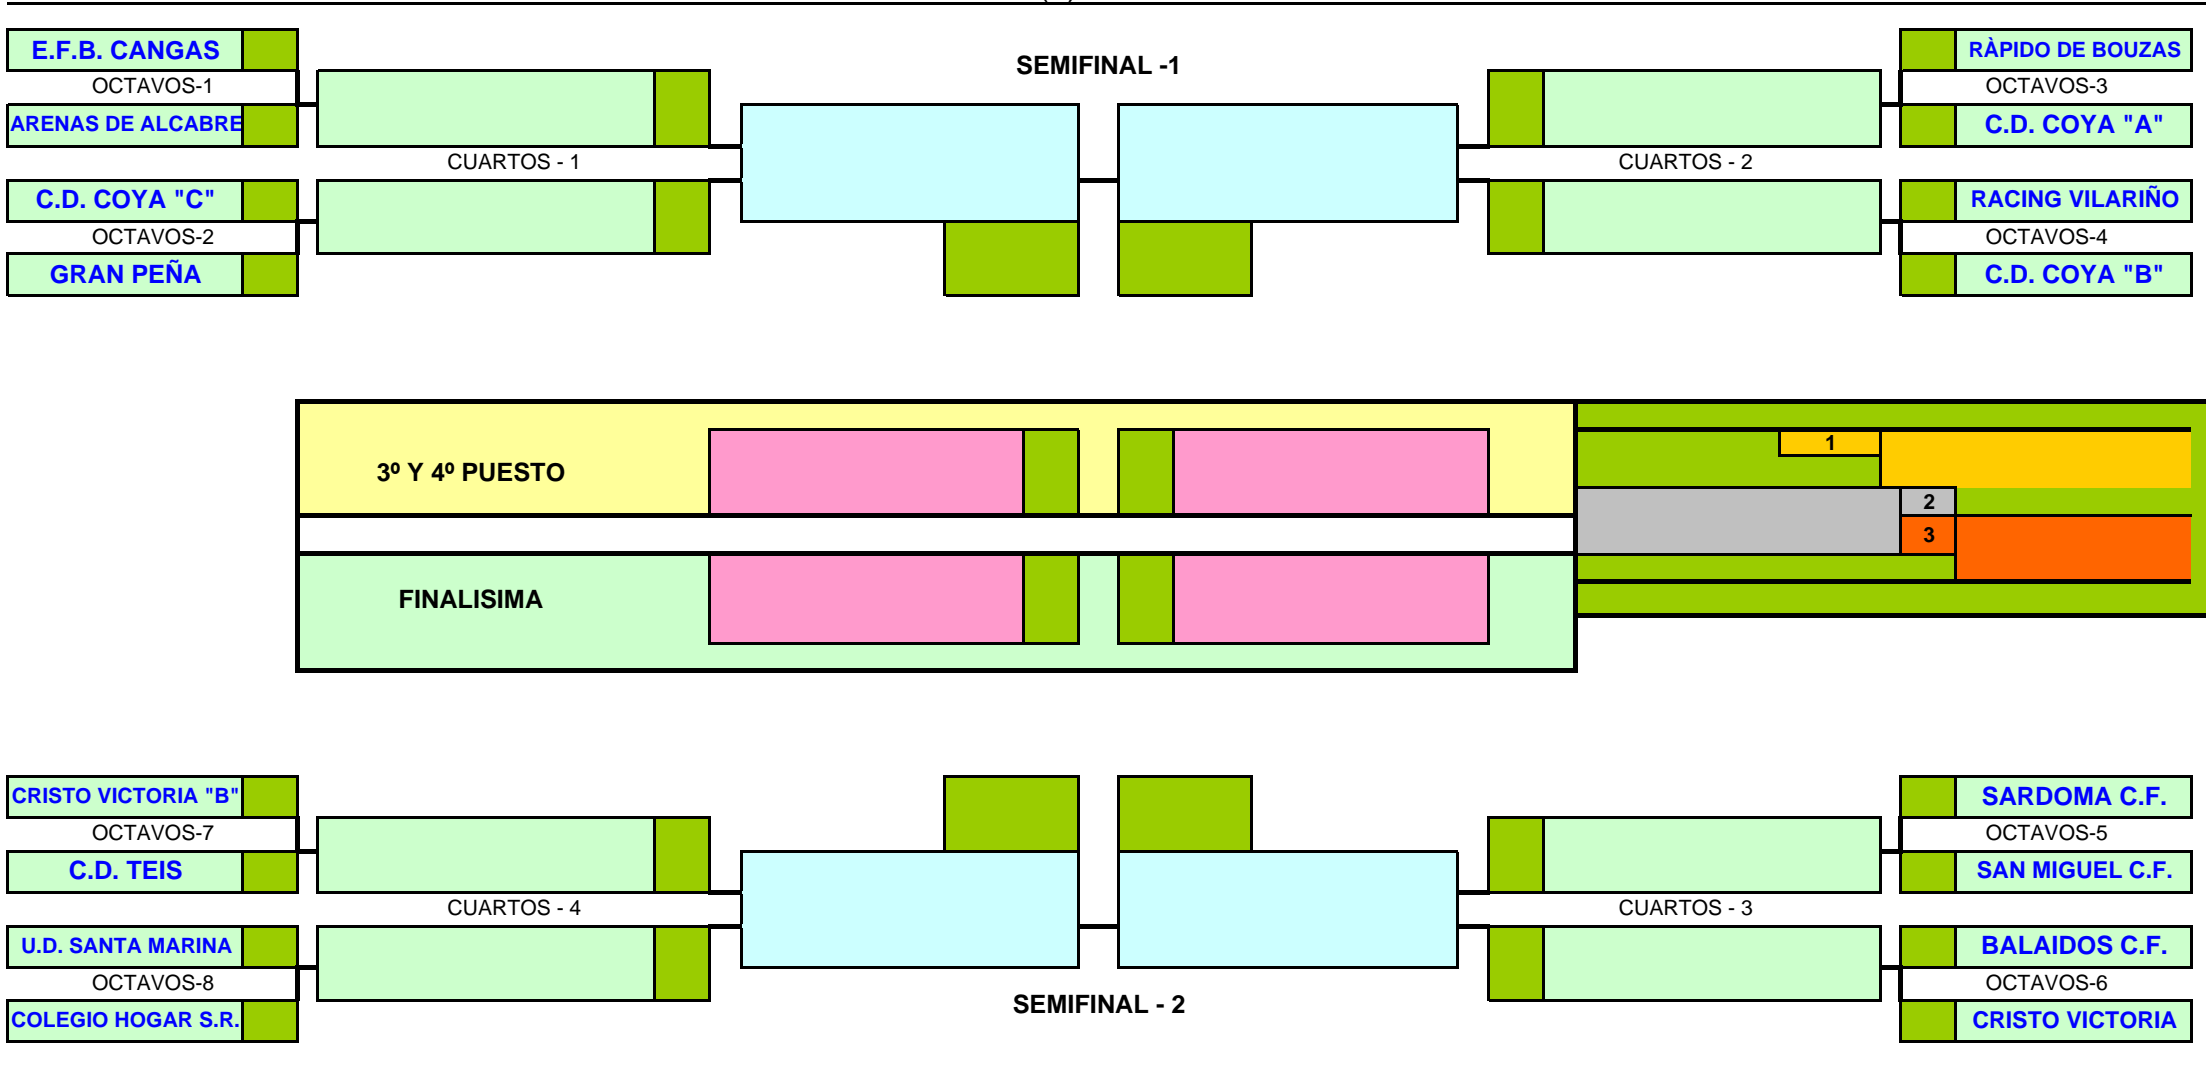 E.F.B. CANGAS
OCTAVOS-1
ARENAS DE ALCABRE
CUARTOS - 1
C.D. COYA "C"
OCTAVOS-2
GRAN PEÑA
SEMIFINAL -1
RÀPIDO DE BOUZAS
OCTAVOS-3
C.D. COYA "A"
CUARTOS - 2
RACING VILARIÑO
OCTAVOS-4
C.D. COYA "B"
3º Y 4º PUESTO
FINALISIMA
1
2
3
CRISTO VICTORIA "B"
OCTAVOS-7
C.D. TEIS
CUARTOS - 4
U.D. SANTA MARINA
OCTAVOS-8
COLEGIO HOGAR S.R.
SEMIFINAL - 2
SARDOMA C.F.
OCTAVOS-5
SAN MIGUEL C.F.
CUARTOS - 3
BALAIDOS C.F.
OCTAVOS-6
CRISTO VICTORIA